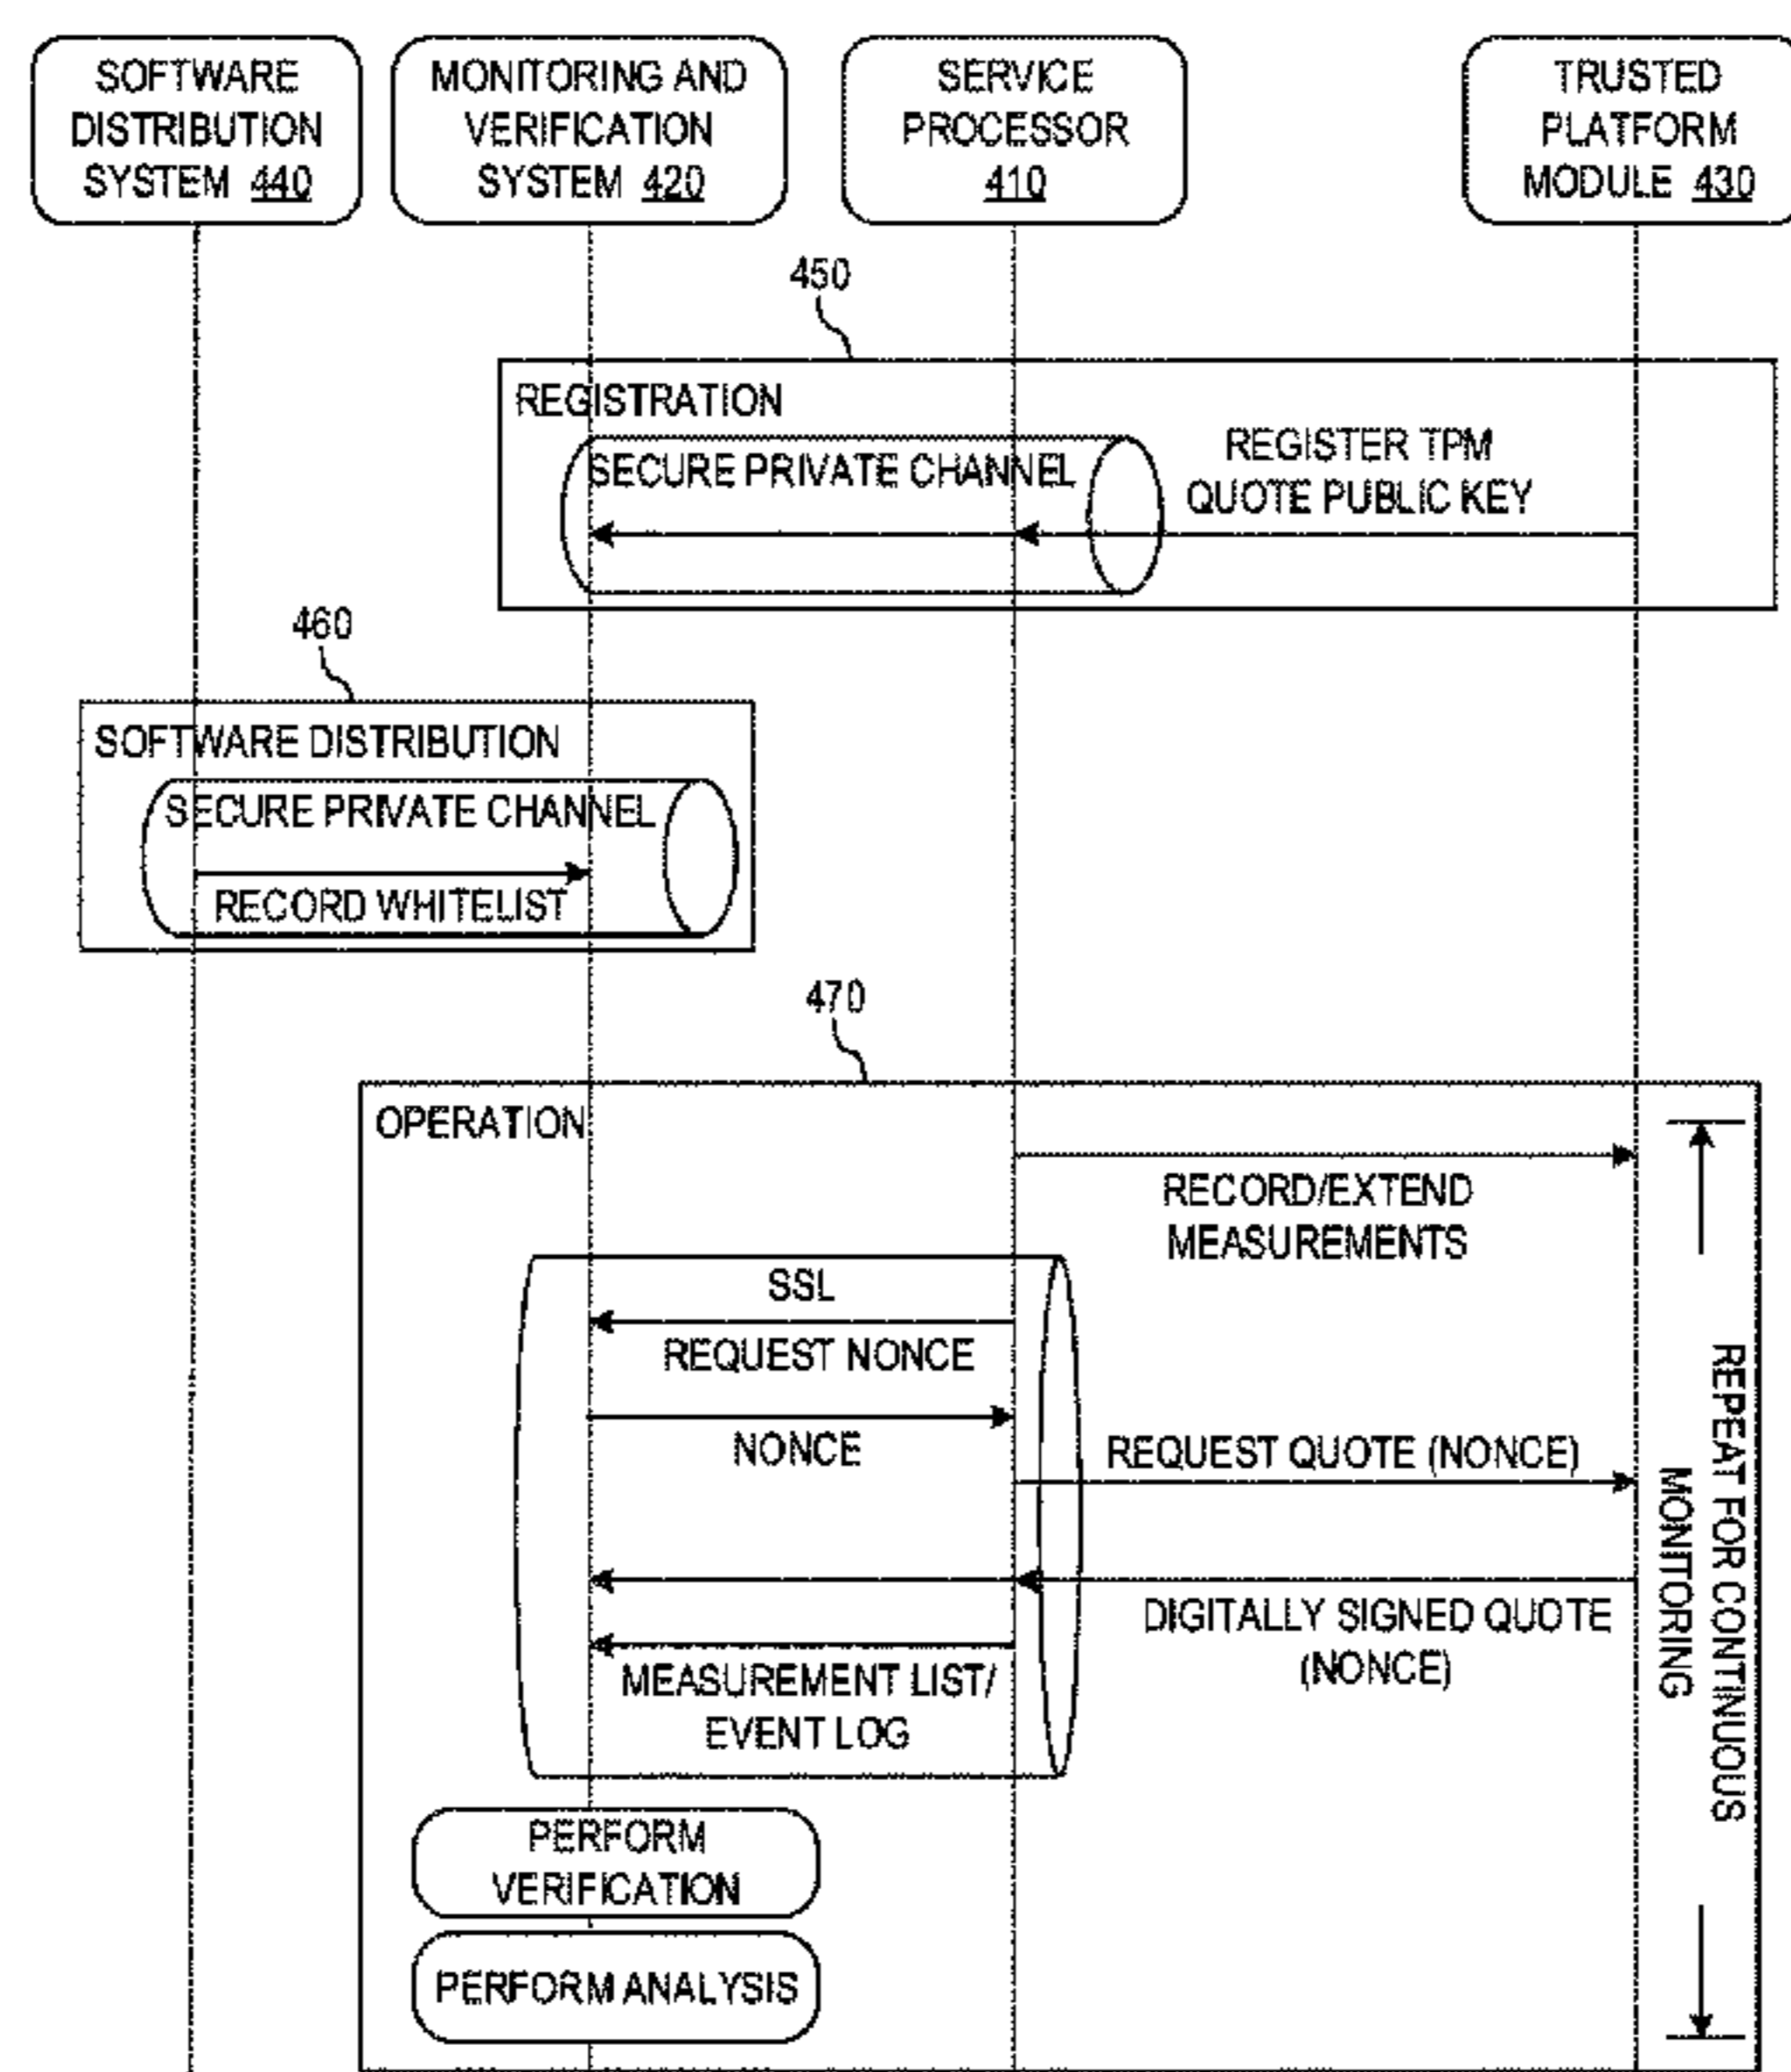 SOFTWARE
DISTRIBUTION
SYSTEM 440
MONITORING AND
VERIFICATION
SYSTEM 420
SERVICE
PROCESSOR
410
TRUSTED
PLATFORM
MODULE 430
450
REGISTRATION
SECURE PRIVATE CHANNEL
REGISTER TPM
QUOTE PUBLIC KEY
460
SOFTWARE DISTRIBUTION
SECURE PRIVATE CHANNEL
RECORD WHITELIST
470
OPERATION
RECORD/EXTEND
MEASUREMENTS
SSL
REQUEST NONCE
NONCE
REQUEST QUOTE (NONCE)
DIGITALLY SIGNED QUOTE
(NONCE)
MEASUREMENT LIST/
EVENT LOG
REPEAT FOR CONTINUOUS
MONITORING
PERFORM
VERIFICATION
PERFORM ANALYSIS